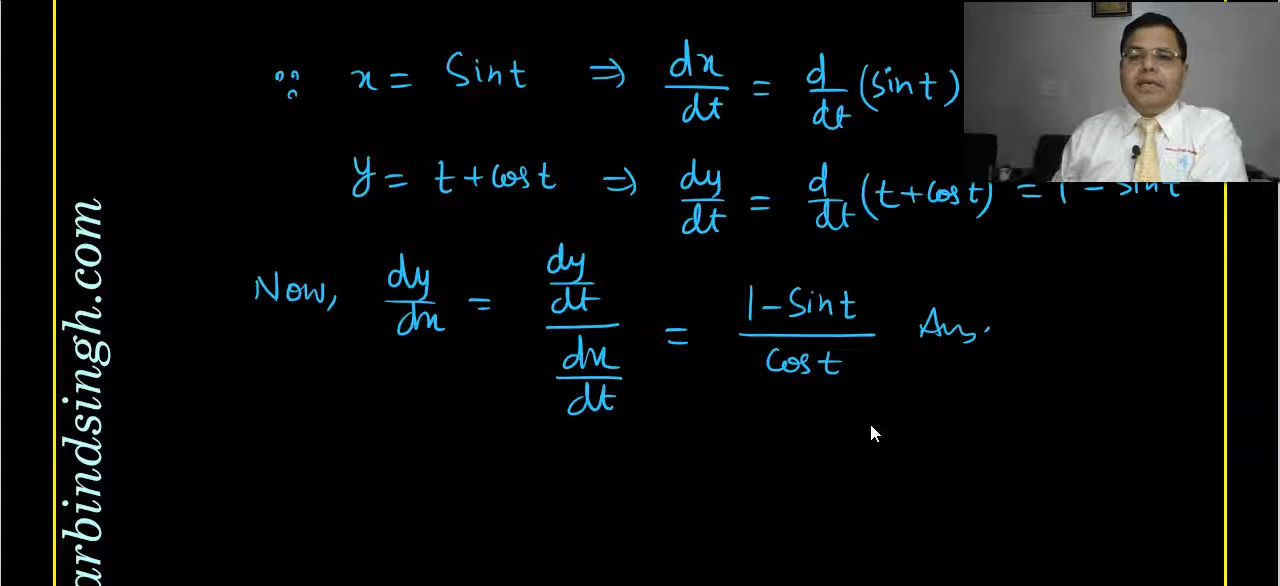 ∵ x = Sint ⇒ dx/dt = d/dt (sint)
y = t + cost ⇒ dy/dt = d/dt (t + cost) = 1 - sint
Now, dy/dx = (dy/dt)/(dx/dt) = (1 - Sint)/cost Ans.
arbindsingh.com